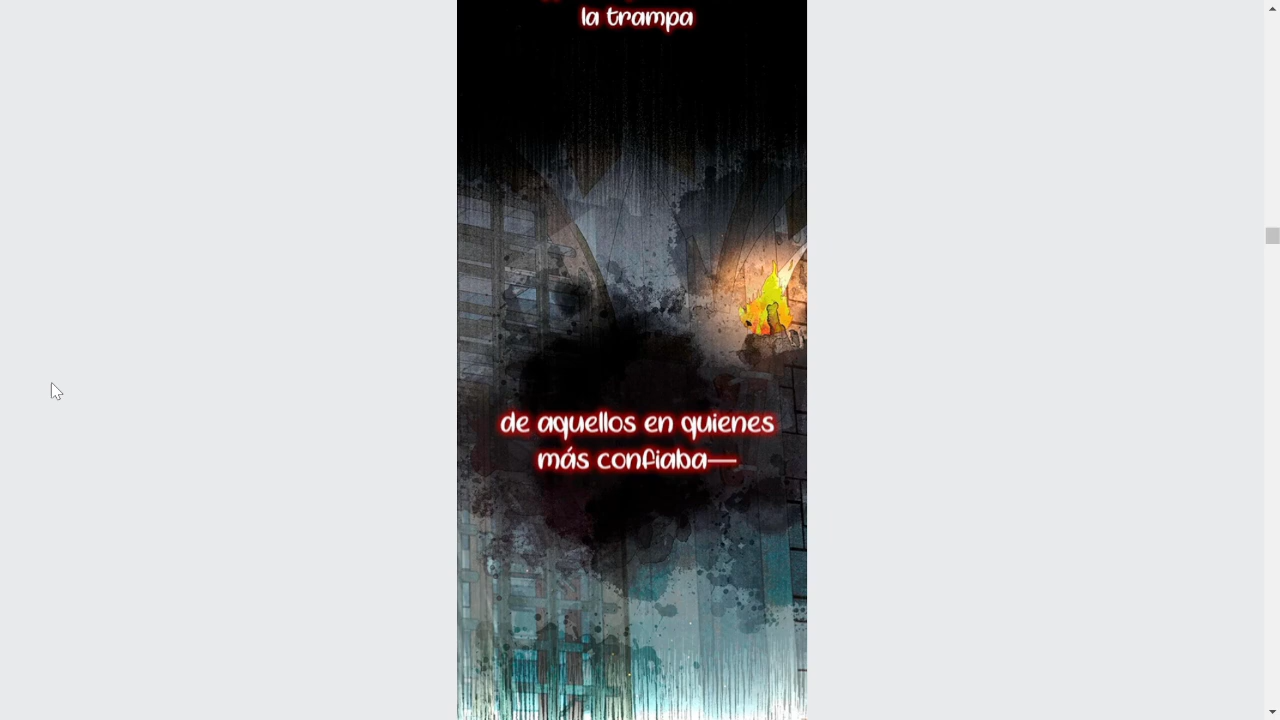 la trampa
de aquellos en quienes
más confiaba—